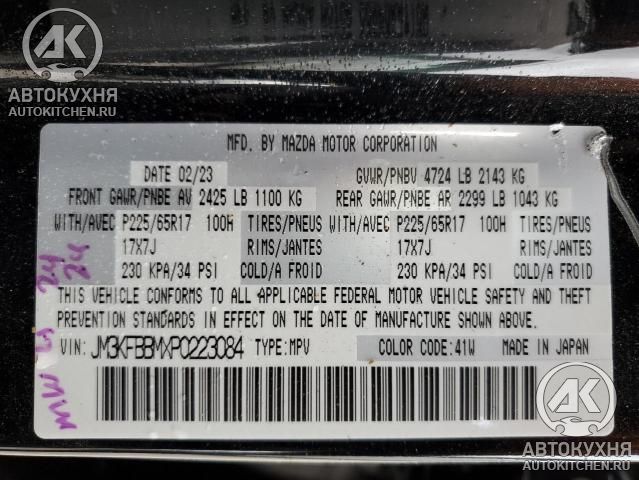 AK
АВТОКУХНЯ
AVTOKITCHEN.RU
MFD. BY MAZDA MOTOR CORPORATION
DATE 02/23 GVWR/PNBV 4724 LB 2143 KG
FRONT GAWR/PNBE AV 2425 LB 1100 KG REAR GAWR/PNBE AR 2299 LB 1043 KG
WITH/AVEC P225/65R17 100H TIRES/PNEUS WITH/AVEC P225/65R17 100H TIRES/PNEUS
17X7J RIMS/JANTES 17X7J RIMS/JANTES
230 KPA/34 PSI COLD/A FROID 230 KPA/34 PSI COLD/A FROID
THIS VEHICLE CONFORMS TO ALL APPLICABLE FEDERAL MOTOR VEHICLE SAFETY AND THEFT
PREVENTION STANDARDS IN EFFECT ON THE DATE OF MANUFACTURE SHOWN ABOVE.
VIN: JM3KFBBMXP0223084 TYPE:MPV COLOR CODE:41W MADE IN JAPAN
24
24
AK
АВТОКУХНЯ
AVTOKITCHEN.RU